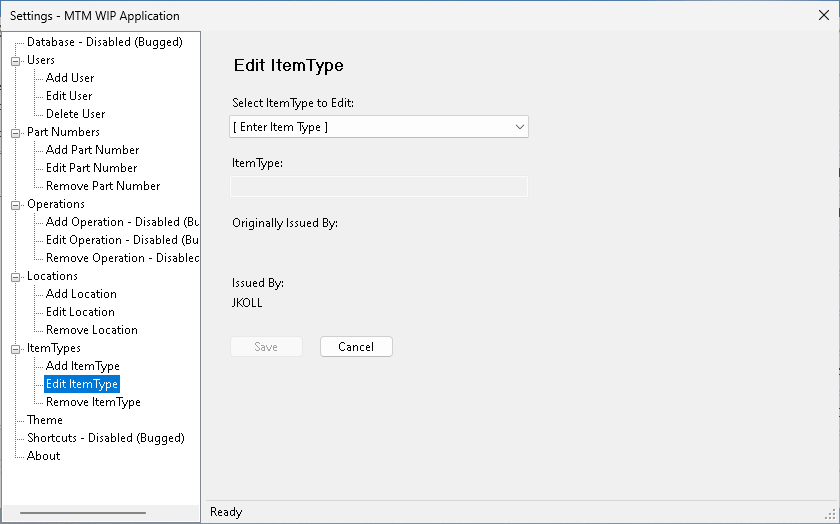 Settings - MTM WIP Application
Database - Disabled (Bugged)
Users
Add User
Edit User
Delete User
Part Numbers
Add Part Number
Edit Part Number
Remove Part Number
Operations
Add Operation - Disabled (Bu
Edit Operation - Disabled (Bu
Remove Operation - Disabled
Locations
Add Location
Edit Location
Remove Location
ItemTypes
Add ItemType
Edit ItemType
Remove ItemType
Theme
Shortcuts - Disabled (Bugged)
About
Edit ItemType
Select ItemType to Edit:
[ Enter Item Type ]
ItemType:
Originally Issued By:
Issued By:
JKOLL
Save
Cancel
Ready